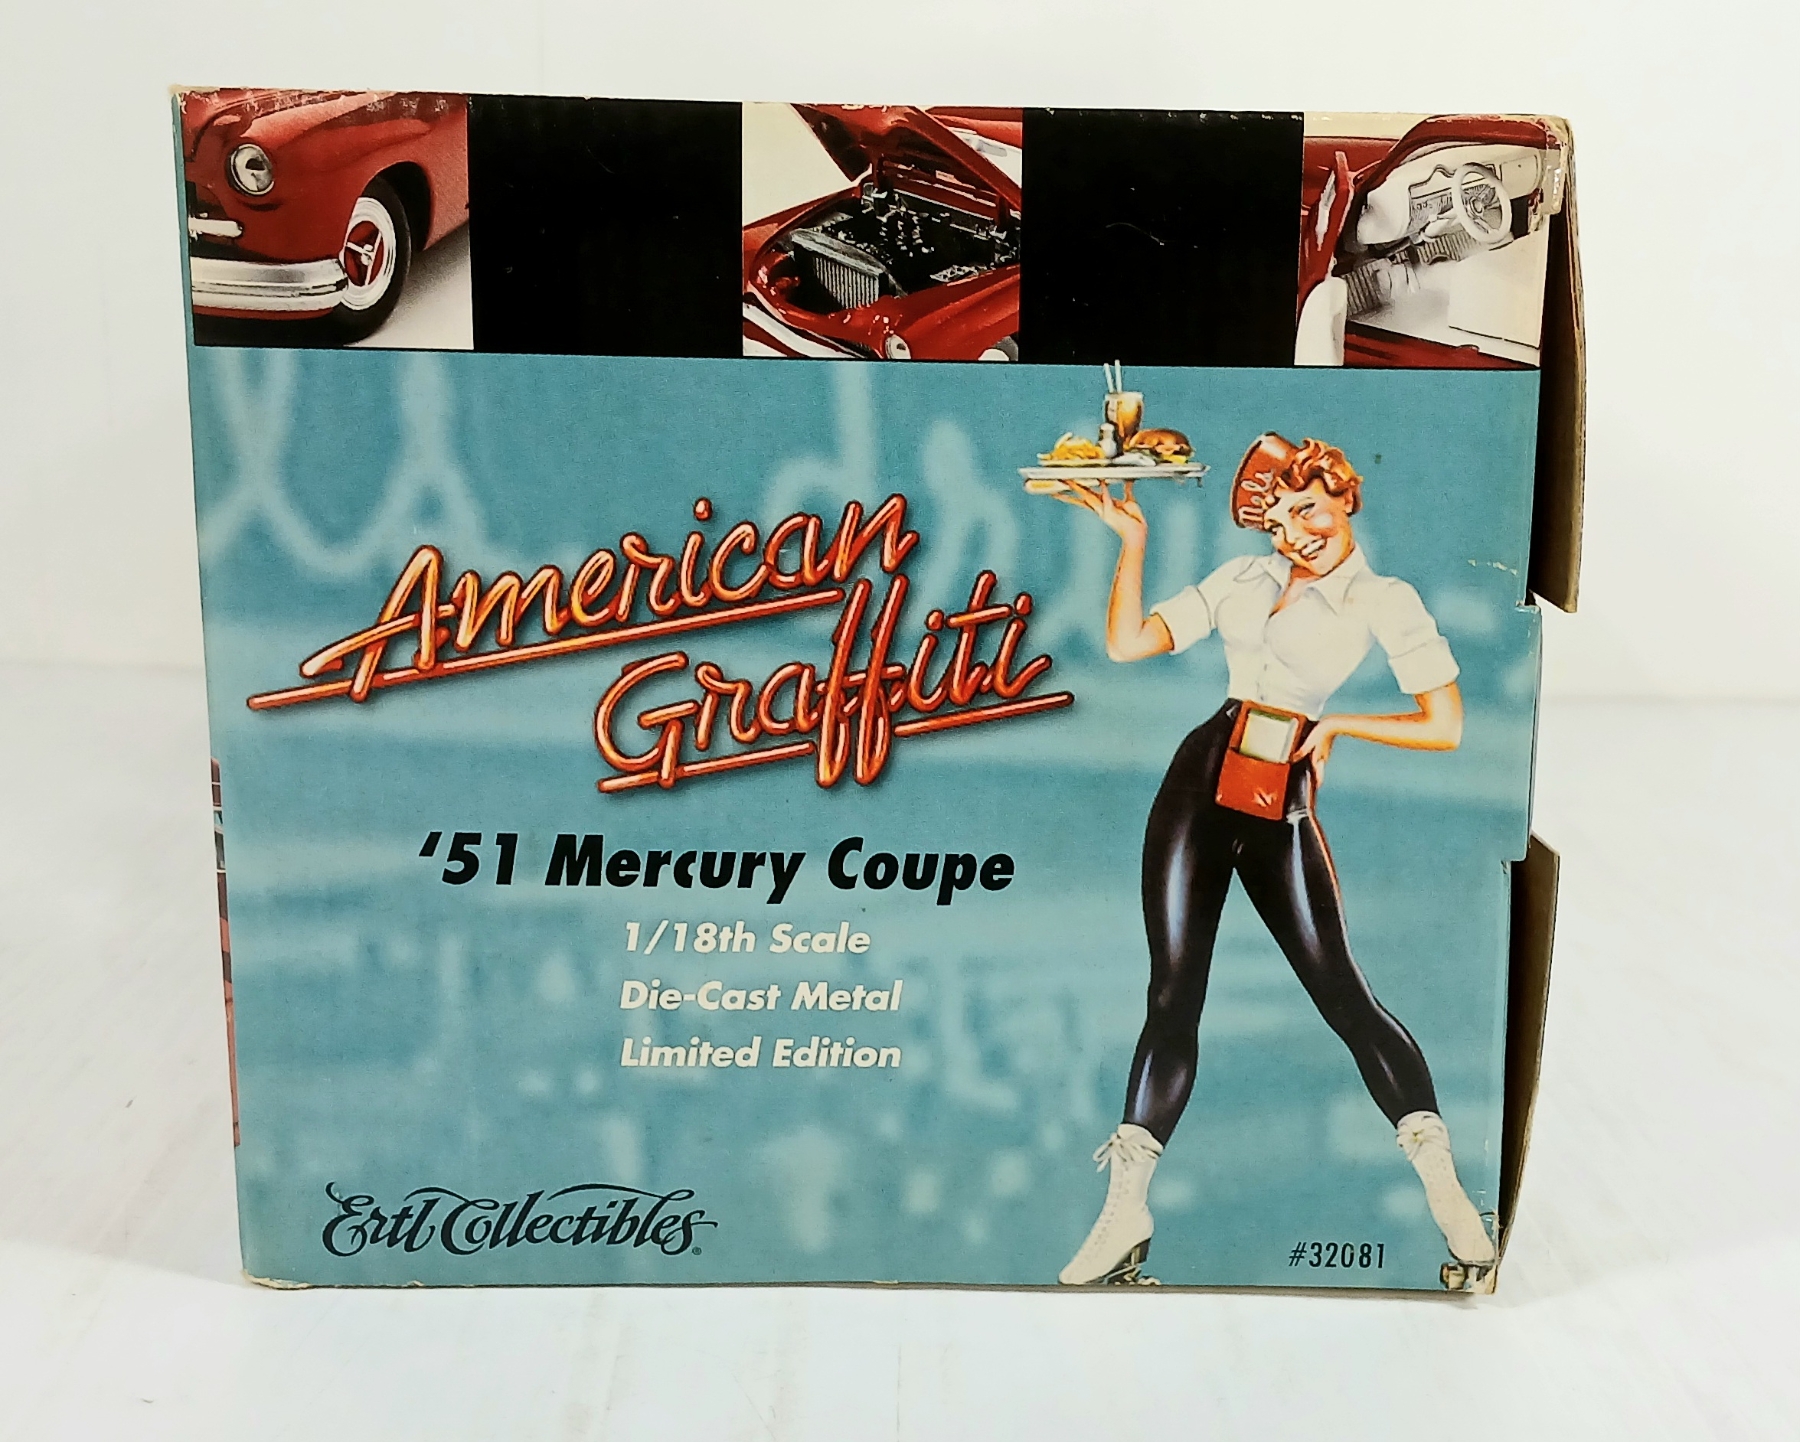 American
Graffiti
'51 Mercury Coupe
1/18th Scale
Die-Cast Metal
Limited Edition
Ertl Collectibles®
#32081